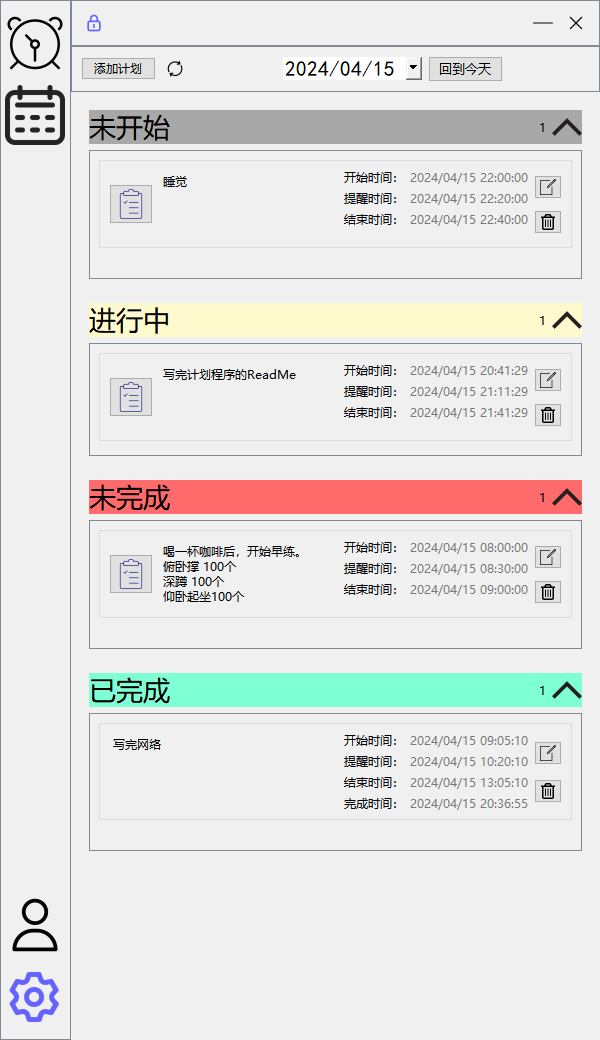 添加计划
2024/04/15
回到今天
未开始
1
睡觉
开始时间： 2024/04/15 22:00:00
提醒时间： 2024/04/15 22:20:00
结束时间： 2024/04/15 22:40:00
进行中
1
写完计划程序的ReadMe
开始时间： 2024/04/15 20:41:29
提醒时间： 2024/04/15 21:11:29
结束时间： 2024/04/15 21:41:29
未完成
1
喝一杯咖啡后，开始早练。
俯卧撑 100个
深蹲 100个
仰卧起坐100个
开始时间： 2024/04/15 08:00:00
提醒时间： 2024/04/15 08:30:00
结束时间： 2024/04/15 09:00:00
已完成
1
写完网络
开始时间： 2024/04/15 09:05:10
提醒时间： 2024/04/15 10:20:10
结束时间： 2024/04/15 13:05:10
完成时间： 2024/04/15 20:36:55